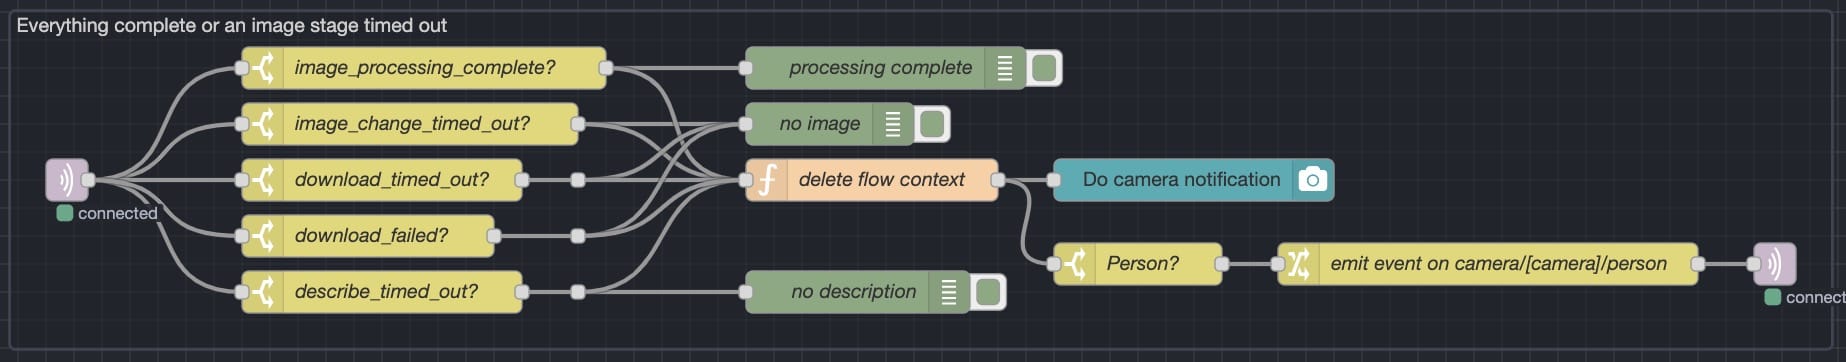 Everything complete or an image stage timed out
image_processing_complete?
processing complete
image_change_timed_out?
no image
download_timed_out?
delete flow context
Do camera notification
connected
download_failed?
Person?
emit event on camera/[camera]/person
describe_timed_out?
no description
connect